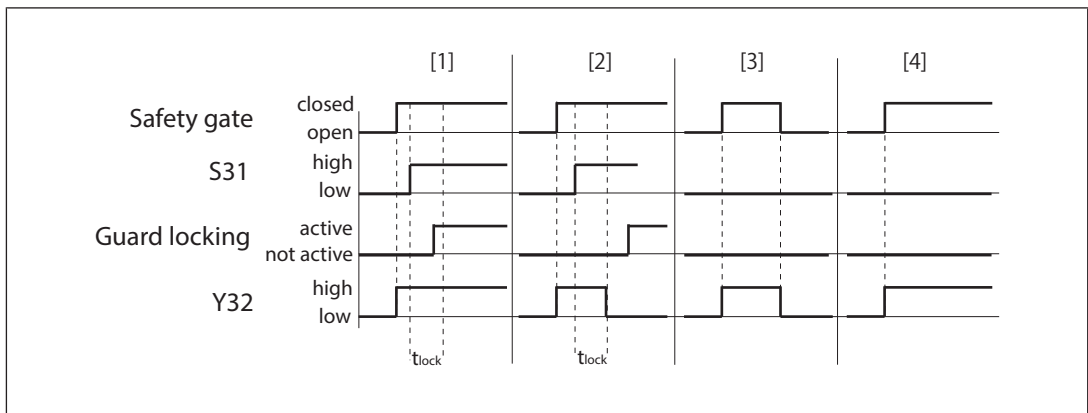 [1] [2] [3] [4]
Safety gate
closed
open
S31
high
low
Guard locking
active
not active
Y32
high
low
tlock tlock